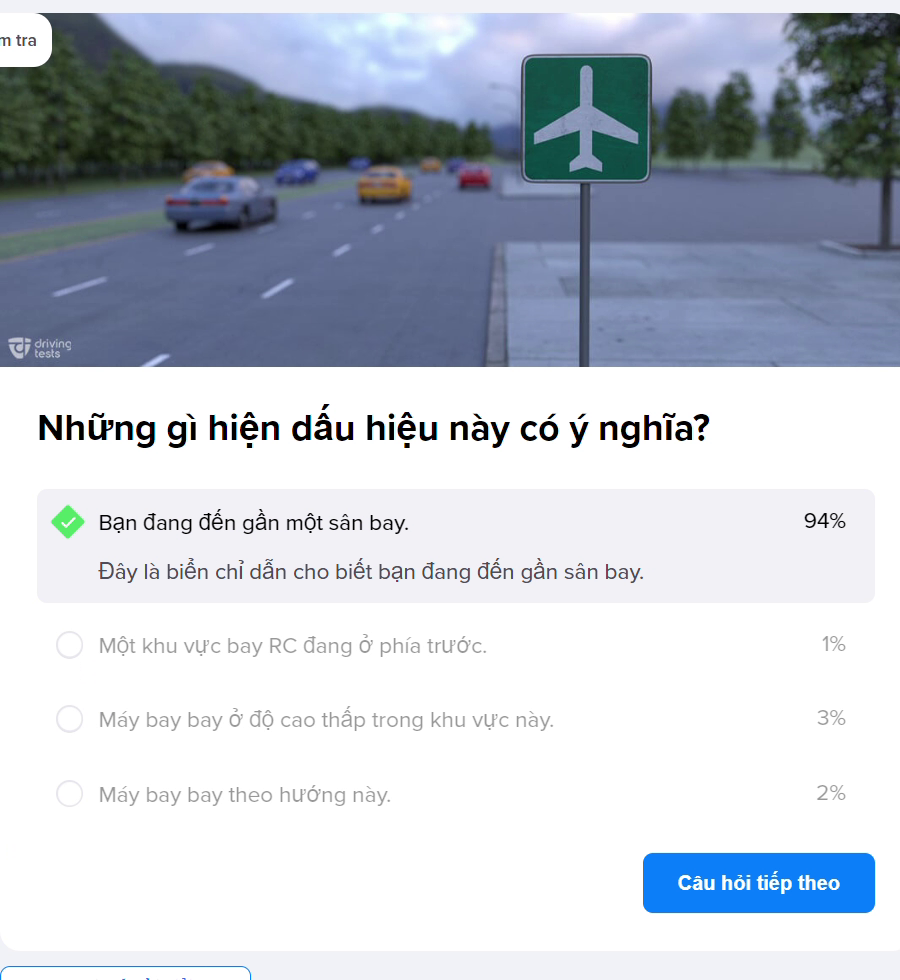 m tra
driving
tests
Những gì hiện dấu hiệu này có ý nghĩa?
Bạn đang đến gần một sân bay.
94%
Đây là biển chỉ dẫn cho biết bạn đang đến gần sân bay.
Một khu vực bay RC đang ở phía trước.
1%
Máy bay bay ở độ cao thấp trong khu vực này.
3%
Máy bay bay theo hướng này.
2%
Câu hỏi tiếp theo